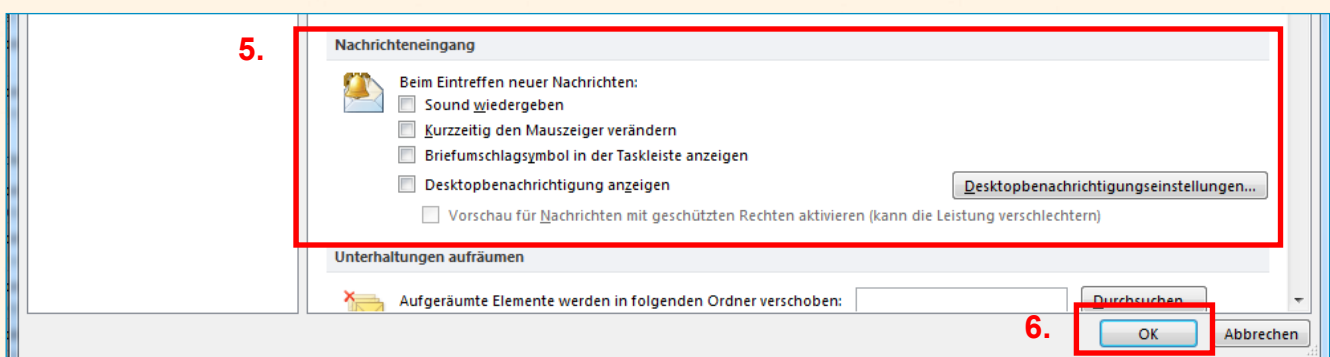 5.
Nachrichteneingang
Beim Eintreffen neuer Nachrichten:
Sound wiedergeben
Kurzzeitig den Mauszeiger verändern
Briefumschlagsymbol in der Taskleiste anzeigen
Desktopbenachrichtigung anzeigen
Desktopbenachrichtigungseinstellungen...
Vorschau für Nachrichten mit geschützten Rechten aktivieren (kann die Leistung verschlechtern)
Unterhaltungen aufräumen
Aufgeräumte Elemente werden in folgenden Ordner verschoben:
Durchsuchen...
6.
OK
Abbrechen